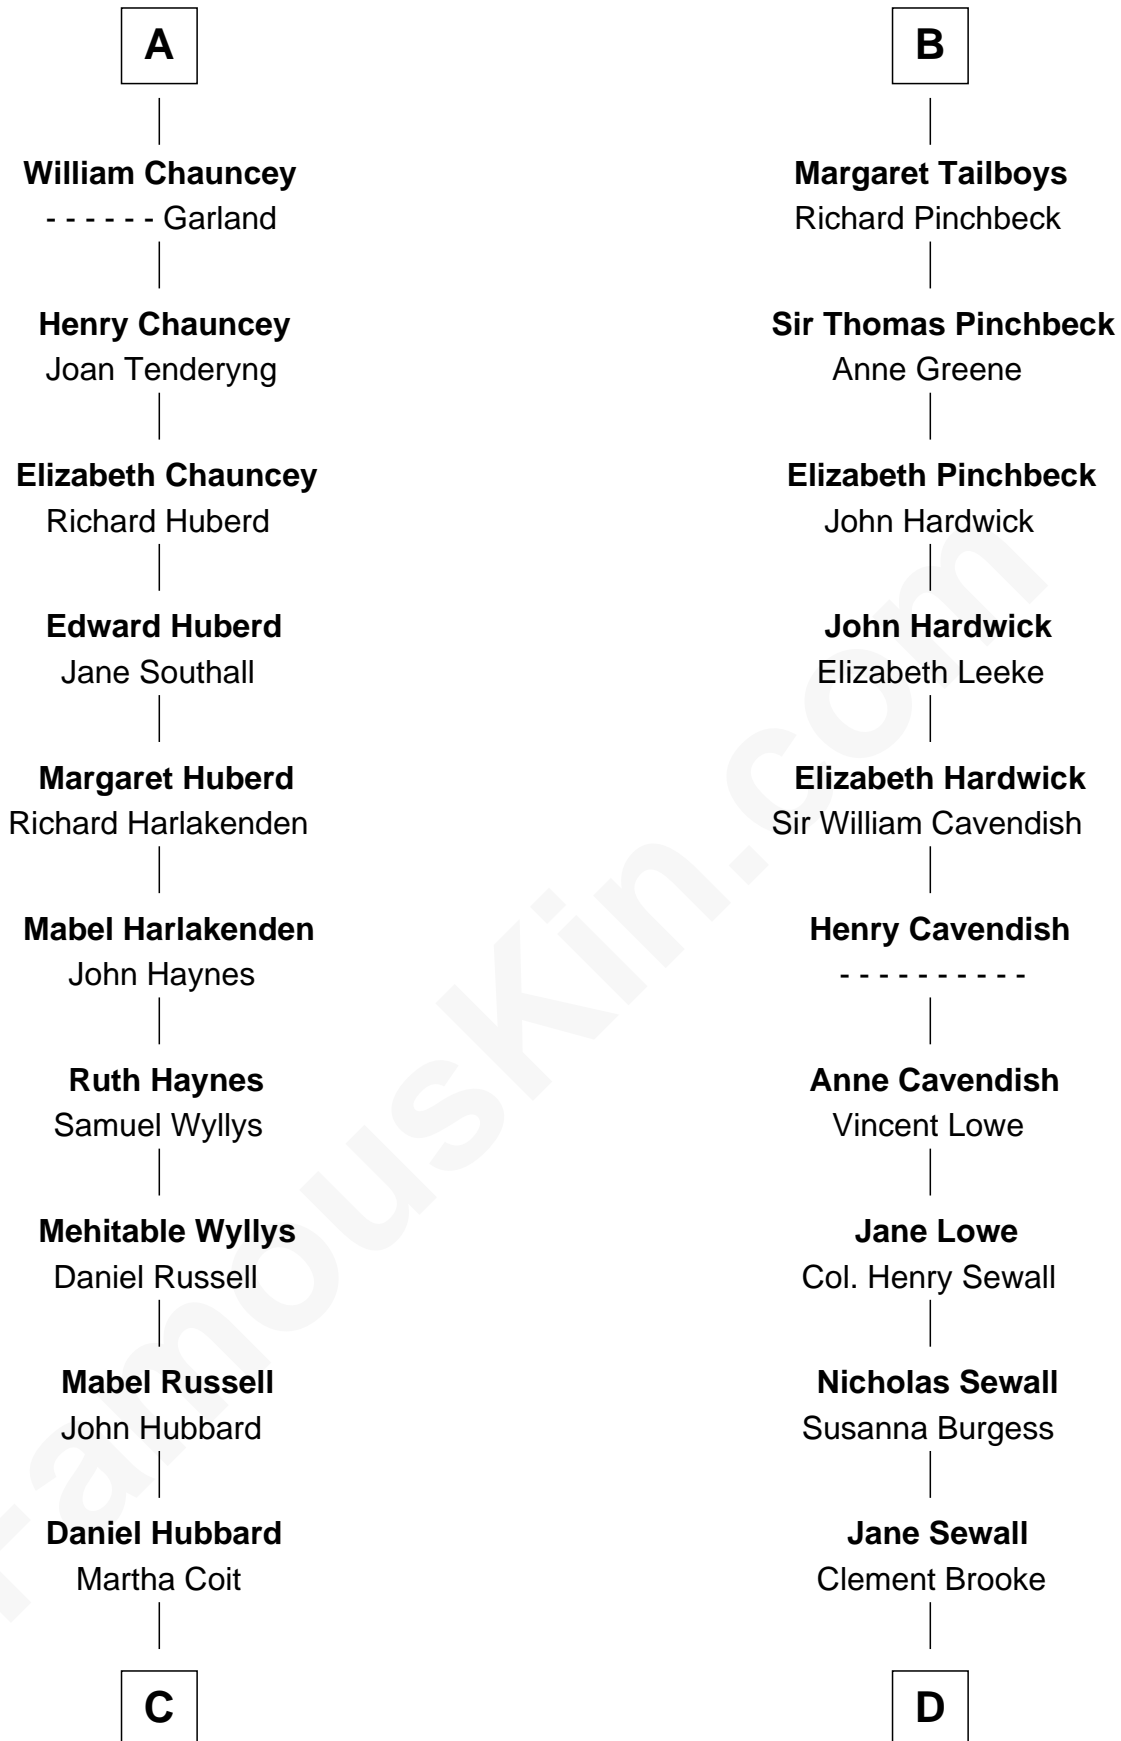 A
William Chauncey
- - - - - - Garland
Henry Chauncey
Joan Tenderyng
Elizabeth Chauncey
Richard Huberd
Edward Huberd
Jane Southall
Margaret Huberd
Richard Harlakenden
Mabel Harlakenden
John Haynes
Ruth Haynes
Samuel Wyllys
Mehitable Wyllys
Daniel Russell
Mabel Russell
John Hubbard
Daniel Hubbard
Martha Coit
C
B
Margaret Tailboys
Richard Pinchbeck
Sir Thomas Pinchbeck
Anne Greene
Elizabeth Pinchbeck
John Hardwick
John Hardwick
Elizabeth Leeke
Elizabeth Hardwick
Sir William Cavendish
Henry Cavendish
- - - - - - - - - -
Anne Cavendish
Vincent Lowe
Jane Lowe
Col. Henry Sewall
Nicholas Sewall
Susanna Burgess
Jane Sewall
Clement Brooke
D
FamousKin.com